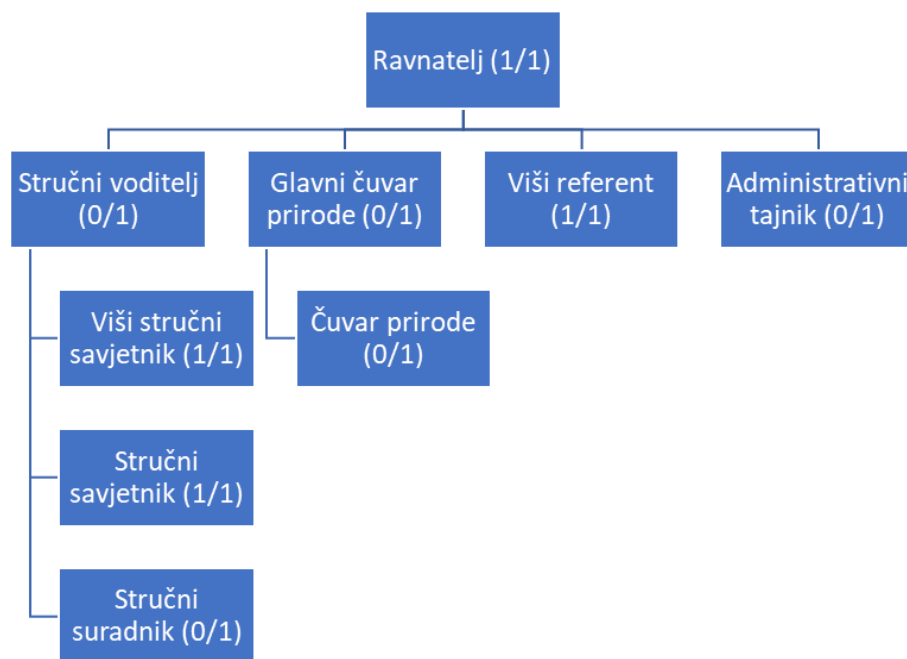 Ravnatelj (1/1)
Stručni voditelj
(0/1)
Glavni čuvar
prirode (0/1)
Viši referent
(1/1)
Administrativni
tajnik (0/1)
Viši stručni
savjetnik (1/1)
Čuvar prirode
(0/1)
Stručni
savjetnik (1/1)
Stručni
suradnik (0/1)